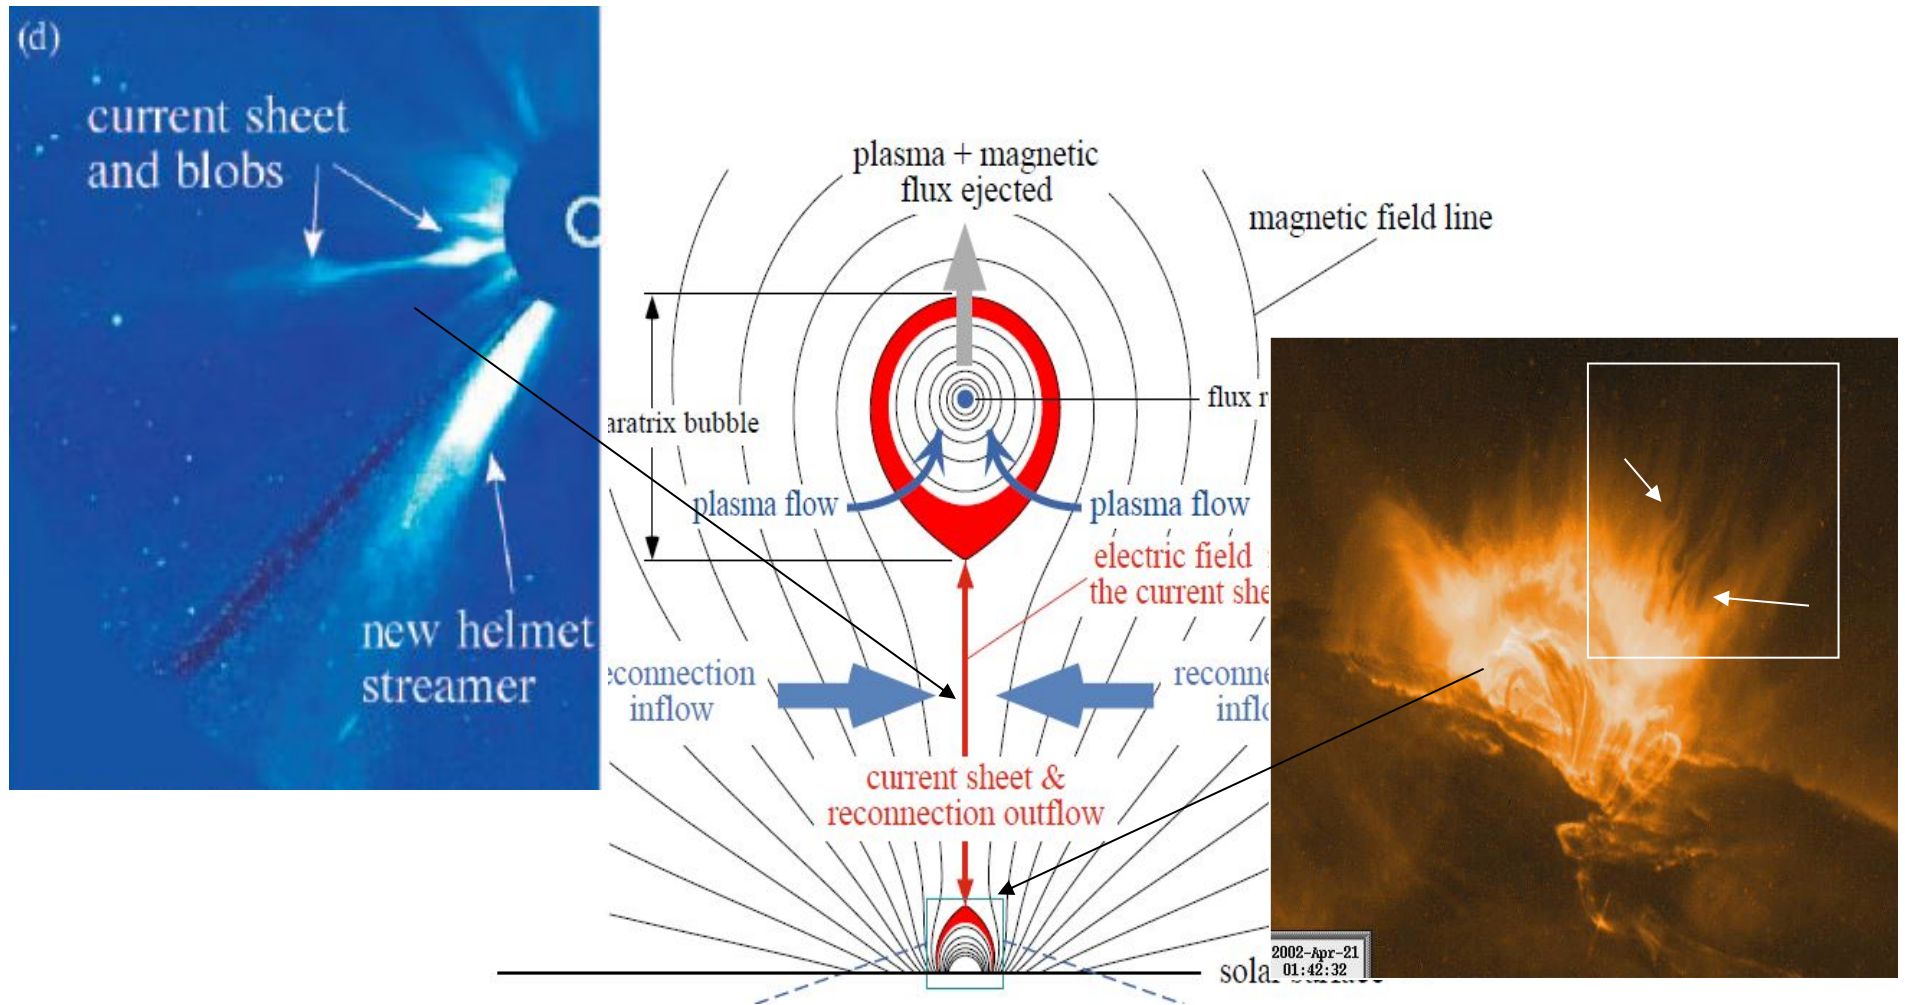 (d)
current sheet
and blobs
new helmet
streamer
plasma + magnetic
flux ejected
magnetic field line
flux r
aratrix bubble
plasma flow
plasma flow
electric field
the current she
econnection
inflow
reconne
inflo
current sheet &
reconnection outflow
solar surface
2002-Apr-21
01:42:32